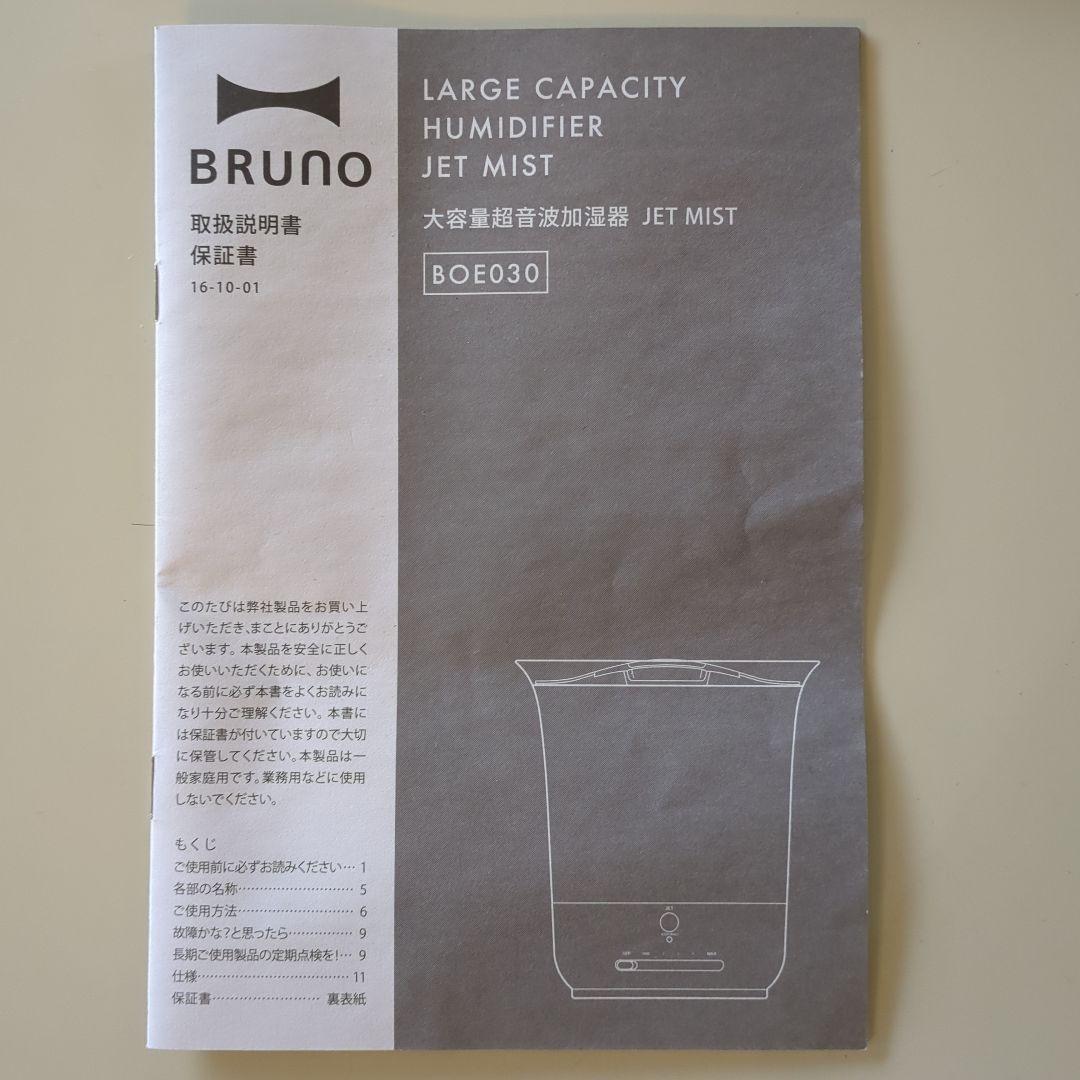 BRUNO
取扱説明書
保証書
16-10-01
LARGE CAPACITY
HUMIDIFIER
JET MIST
大容量超音波加湿器 JET MIST
BOE030
このたびは弊社製品をお買い上
げいただき､まことにありがとうご
ざいます。本製品を安全に正しく
お使いいただくために、お使いに
なる前に必ず本書をよくお読みに
なり十分ご理解ください。本書に
は保証書が付いていますので大切
に保管してください。本製品は一
般家庭用です。業務用などに使用
しないでください。
もくじ
ご使用前に必ずお読みください… 1
各部の名称……………………… 5
ご使用方法……………………… 6
故障かな?と思ったら…………… 9
長期ご使用製品の定期点検を!… 9
仕様……………………………… 11
保証書…………………… 裏表紙
JET
OFF
MAX